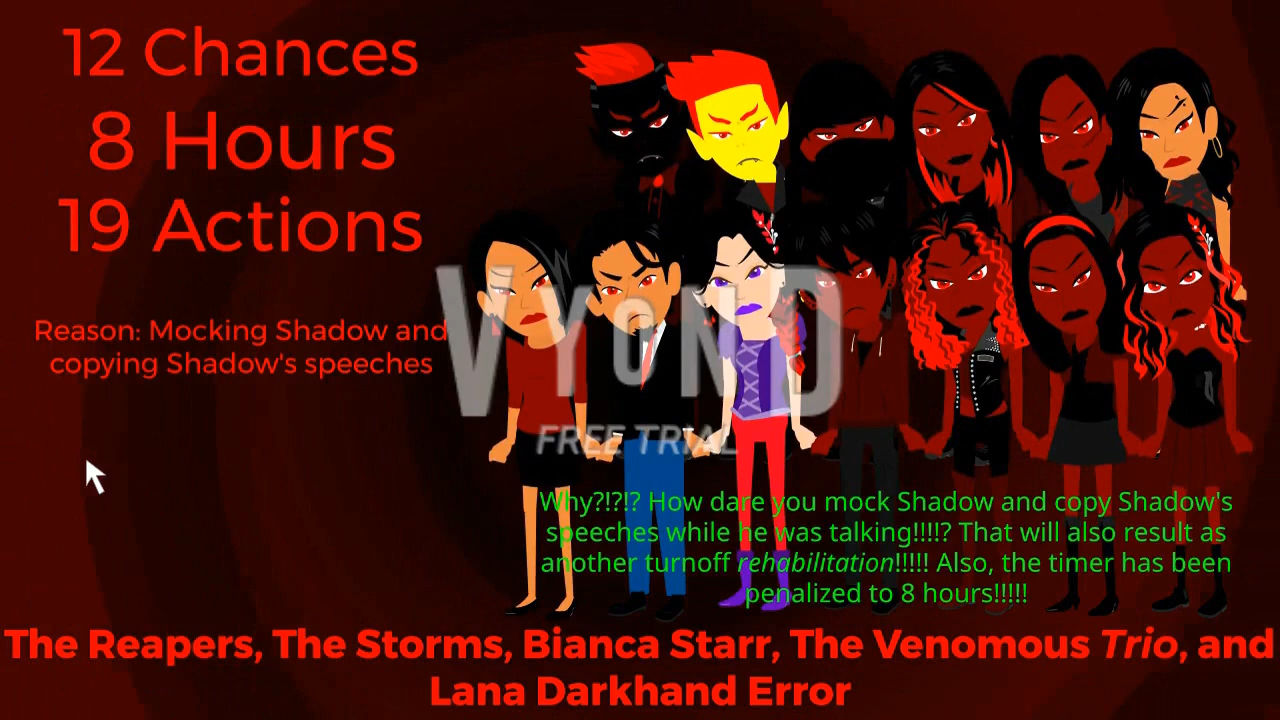 12 Chances
8 Hours
19 Actions
Reason: Mocking Shadow and
copying Shadow's speeches
VYOND
FREE TRIAL
Why?!?!? How dare you mock Shadow and copy Shadow's
speeches while he was talking!!!!? That will also result as
another turnoff rehabilitation!!!!! Also, the timer has been
penalized to 8 hours!!!!!
The Reapers, The Storms, Bianca Starr, The Venomous Trio, and
Lana Darkhand Error